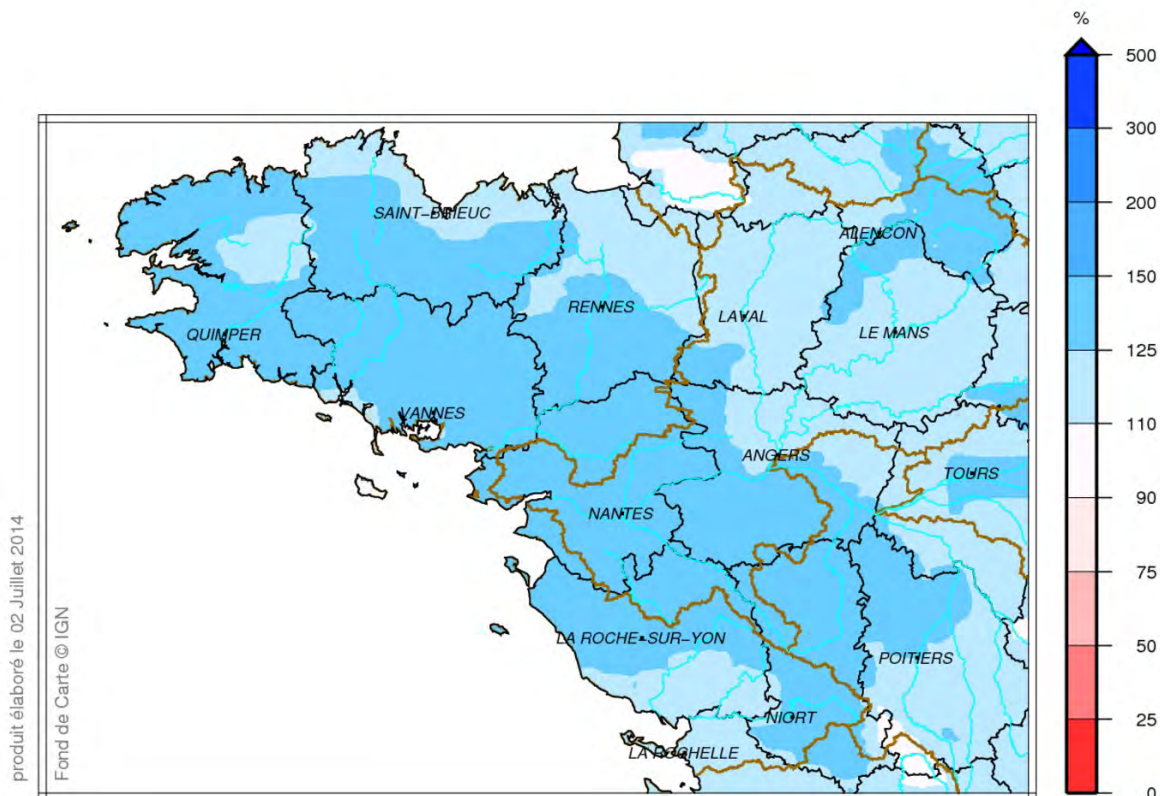 %
500
300
200
150
125
110
90
75
50
25
0
SAINT-BRIEUC
ALENCON
RENNES
LAVAL
LE MANS
QUIMPER
VANNES
ANGERS
TOURS
NANTES
LA ROCHE-SUR-YON
POITIERS
NIORT
LA ROCHELLE
produit élaboré le 02 Juillet 2014
Fond de Carte © IGN